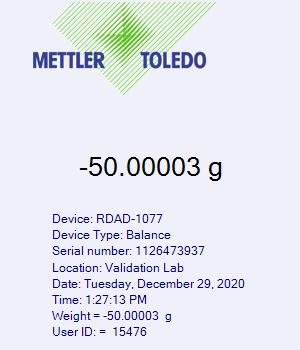 METTLER TOLEDO
-50.00003 g
Device: RDAD-1077
Device Type: Balance
Serial number: 1126473937
Location: Validation Lab
Date: Tuesday, December 29, 2020
Time: 1:27:13 PM
Weight = -50.00003  g
User ID: =  15476